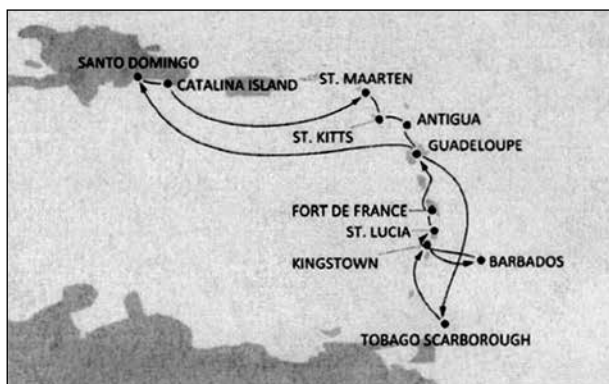 SANTO DOMINGO
CATALINA ISLAND
ST. MAARTEN
ST. KITTS
ANTIGUA
GUADELOUPE
FORT DE FRANCE
ST. LUCIA
KINGSTOWN
BARBADOS
TOBAGO SCARBOROUGH